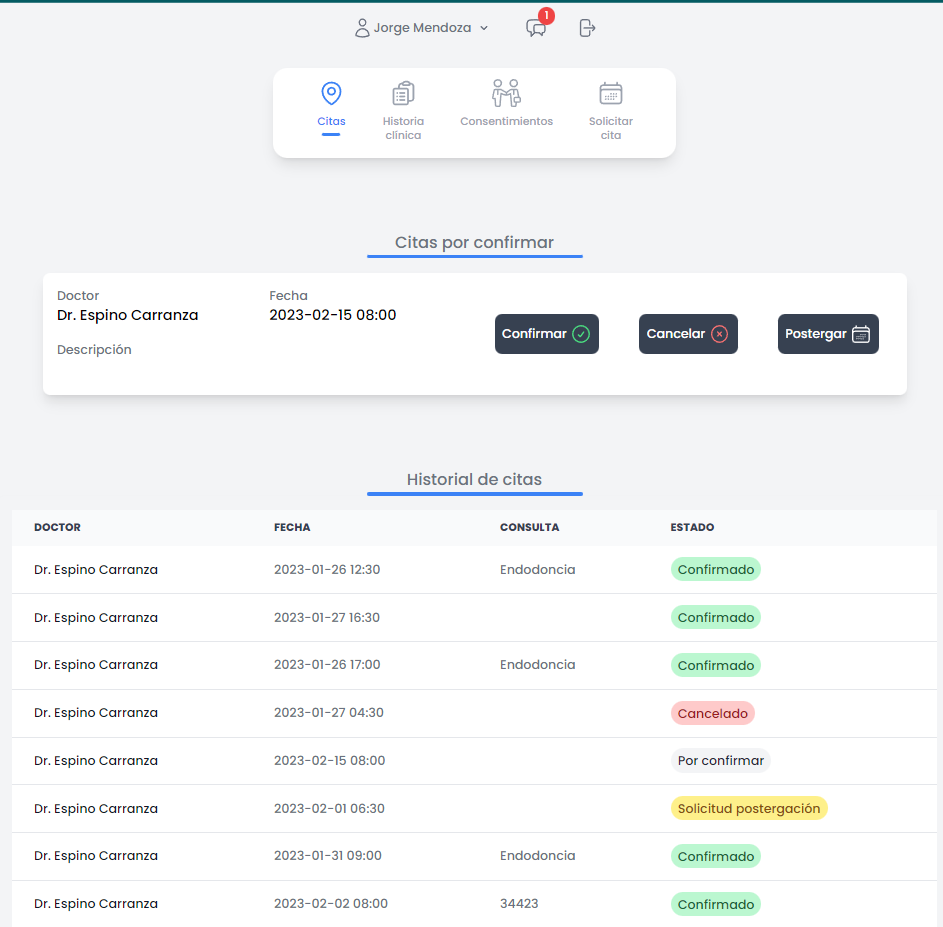 Jorge Mendoza
1
Citas
Historia clínica
Consentimientos
Solicitar cita
Citas por confirmar
Doctor
Dr. Espino Carranza
Fecha
2023-02-15 08:00
Descripción
Confirmar
Cancelar
Postergar
Historial de citas
DOCTOR FECHA CONSULTA ESTADO
Dr. Espino Carranza 2023-01-26 12:30 Endodoncia Confirmado
Dr. Espino Carranza 2023-01-27 16:30 Confirmado
Dr. Espino Carranza 2023-01-26 17:00 Endodoncia Confirmado
Dr. Espino Carranza 2023-01-27 04:30 Cancelado
Dr. Espino Carranza 2023-02-15 08:00 Por confirmar
Dr. Espino Carranza 2023-02-01 06:30 Solicitud postergación
Dr. Espino Carranza 2023-01-31 09:00 Endodoncia Confirmado
Dr. Espino Carranza 2023-02-02 08:00 34423 Confirmado